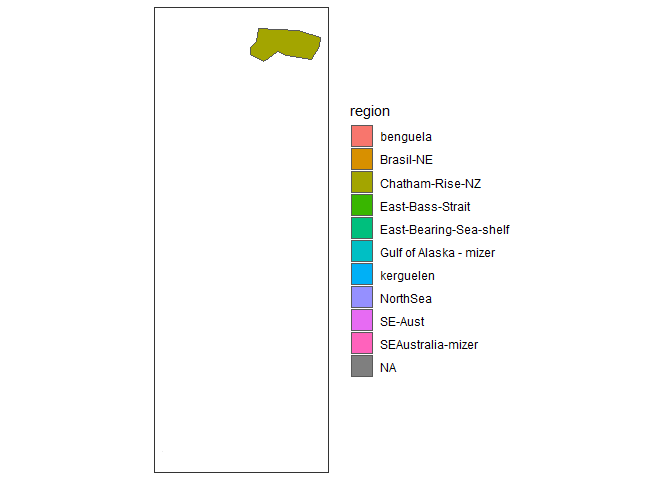 region
benguela
Brasil-NE
Chatham-Rise-NZ
East-Bass-Strait
East-Bearing-Sea-shelf
Gulf of Alaska - mizer
kerguelen
NorthSea
SE-Aust
SEAustralia-mizer
NA